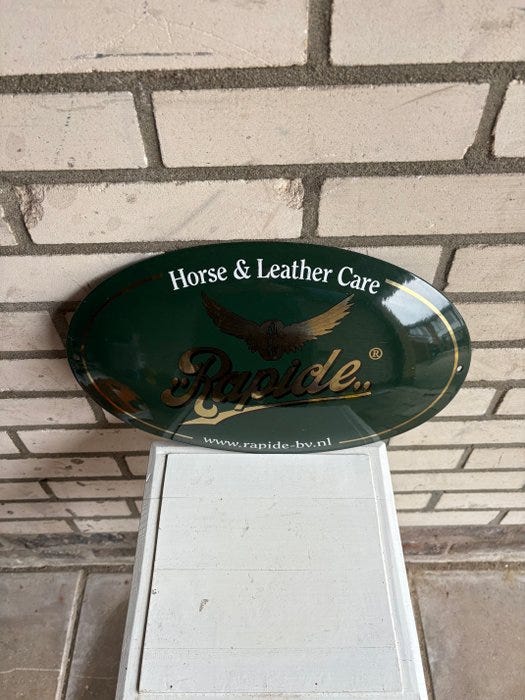 Horse & Leather Care
"Rapide„®
www.rapide-bv.nl